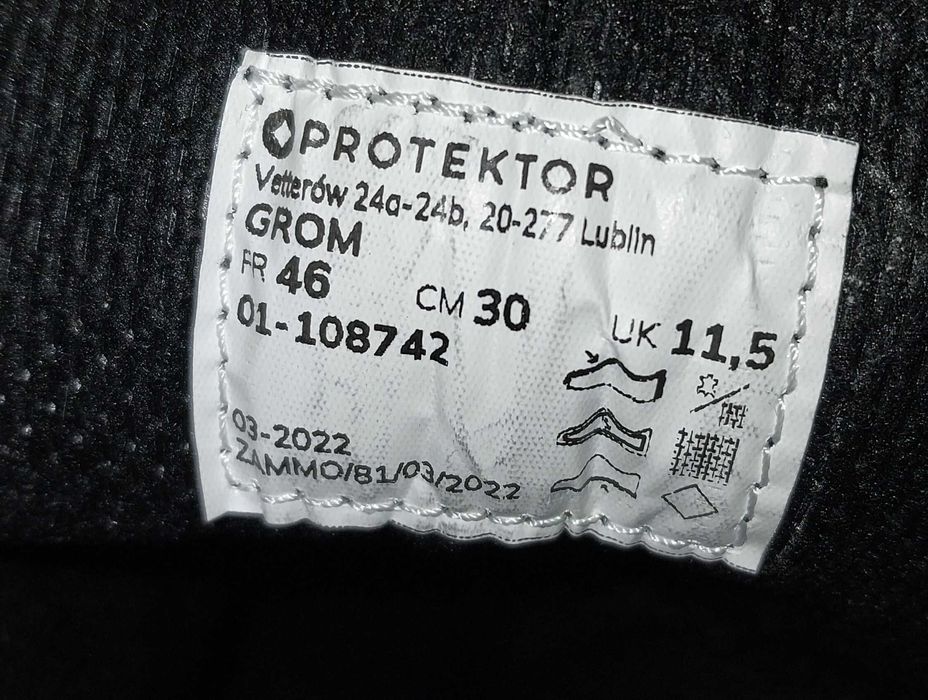 PROTEKTOR
Vetterów 24a-24b, 20-277 Lublin
GROM
FR 46 CM 30 UK 11,5
01-108742
03-2022
ZAMMO/81/03/2022